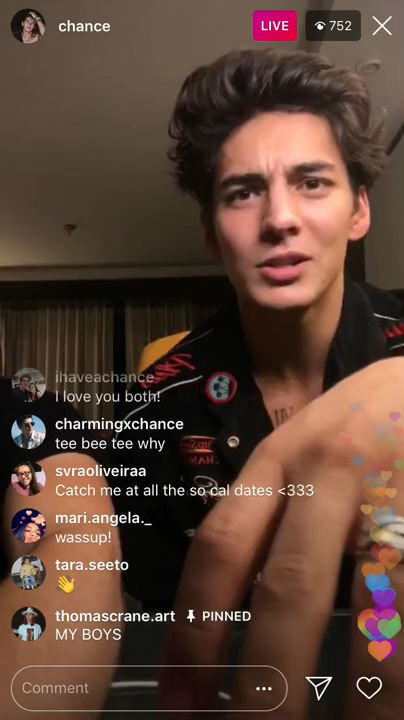 chance
LIVE
752
ihaveachance
I love you both!
charmingxchance
tee bee tee why
svraoliveiraa
Catch me at all the so cal dates <333
mari.angela._
wassup!
tara.seeto
👋
thomascrane.art PINNED
MY BOYS
Comment